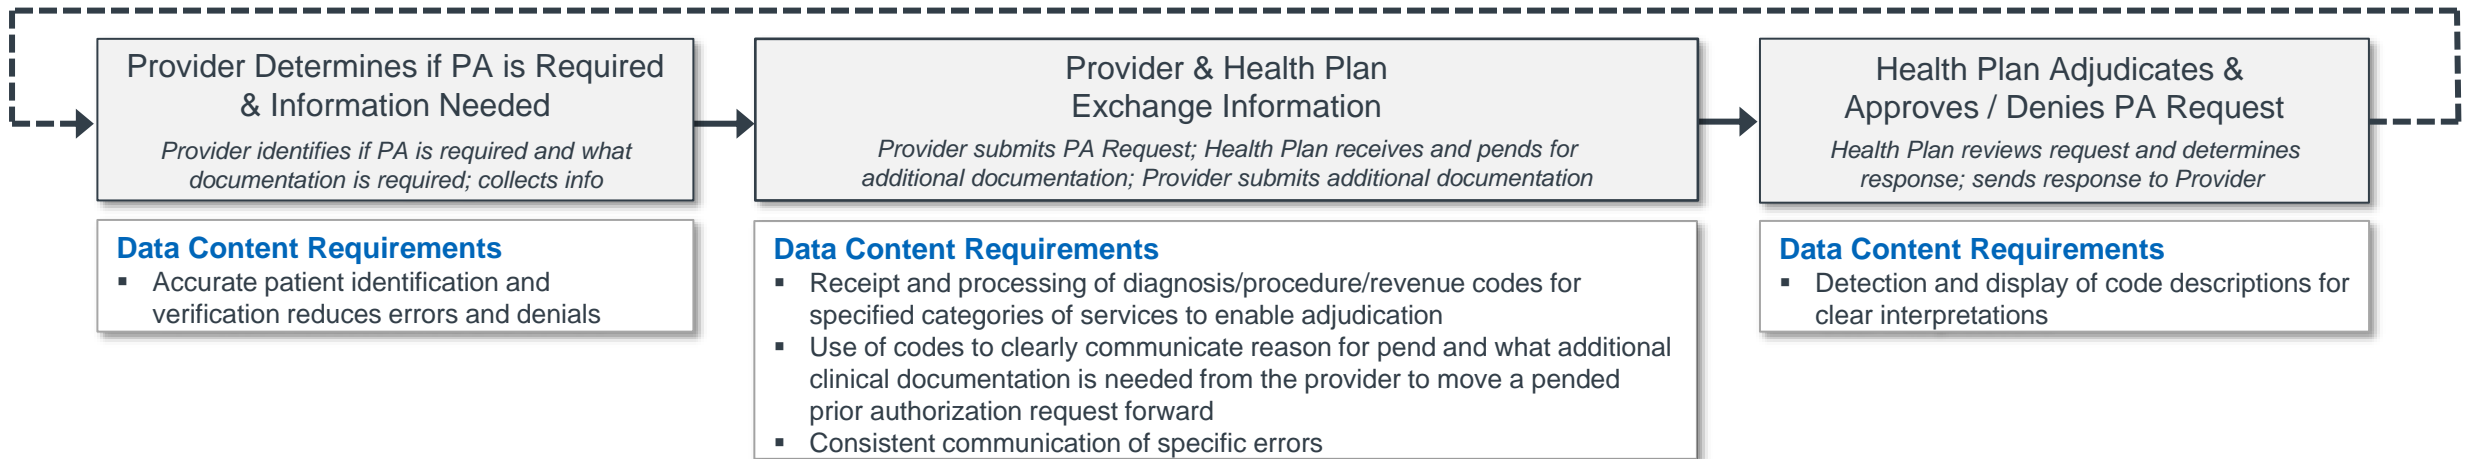 Provider Determines if PA is Required
& Information Needed
Provider identifies if PA is required and what
documentation is required; collects info
Data Content Requirements
▪ Accurate patient identification and
verification reduces errors and denials
Provider & Health Plan
Exchange Information
Provider submits PA Request; Health Plan receives and pends for
additional documentation; Provider submits additional documentation
Data Content Requirements
▪ Receipt and processing of diagnosis/procedure/revenue codes for
specified categories of services to enable adjudication
▪ Use of codes to clearly communicate reason for pend and what additional
clinical documentation is needed from the provider to move a pended
prior authorization request forward
▪ Consistent communication of specific errors
Health Plan Adjudicates &
Approves / Denies PA Request
Health Plan reviews request and determines
response; sends response to Provider
Data Content Requirements
▪ Detection and display of code descriptions for
clear interpretations